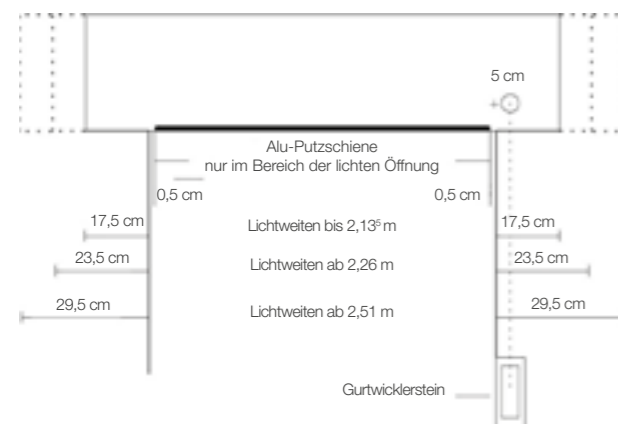 5 cm
Alu-Putzschiene
nur im Bereich der lichten Öffnung
0,5 cm 0,5 cm
17,5 cm Lichtweiten bis 2,13⁵ m 17,5 cm
23,5 cm Lichtweiten ab 2,26 m 23,5 cm
29,5 cm Lichtweiten ab 2,51 m 29,5 cm
Gurtwicklerstein